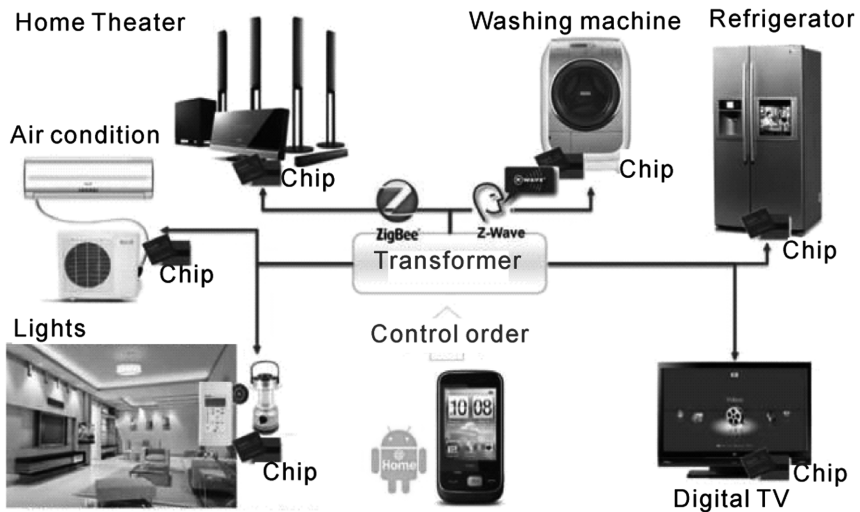 Home Theater
Washing machine
Refrigerator
Air condition
Chip
Chip
Chip
Chip
ZigBee
Z-Wave
Transformer
Lights
Control order
10 08
@
Home
Chip
Chip
Digital TV